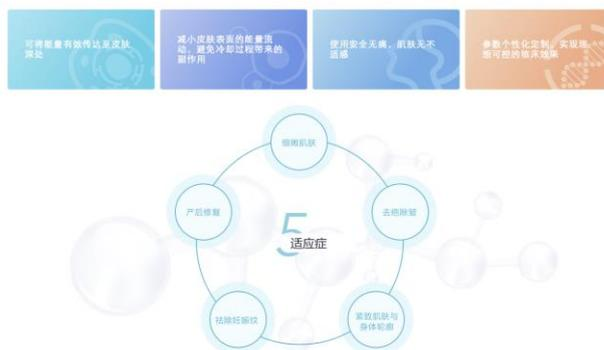 可将能量有效传达至皮肤
深处
减小皮肤表面的能量流
动，避免冷却过程带来的
副作用
使用安全无痛，肌肤无不
适感
参数个性化定制，实现理
想可控的临床效果
细嫩肌肤
产后修复
去疤除皱
5
适应症
祛除妊娠纹
紧致肌肤与
身体轮廓